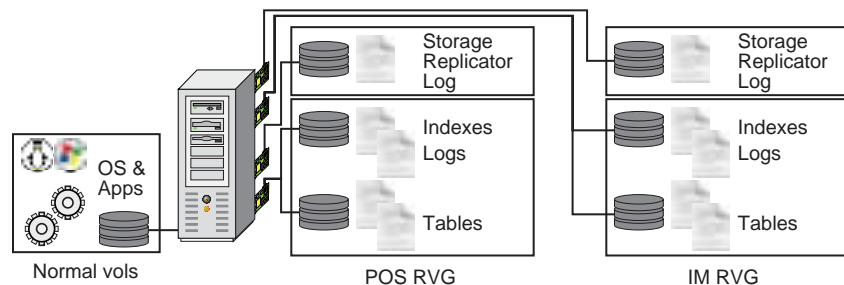 Storage
Replicator
Log
Storage
Replicator
Log
Indexes
Logs
Indexes
Logs
OS &
Apps
Tables
Tables
Normal vols
POS RVG
IM RVG